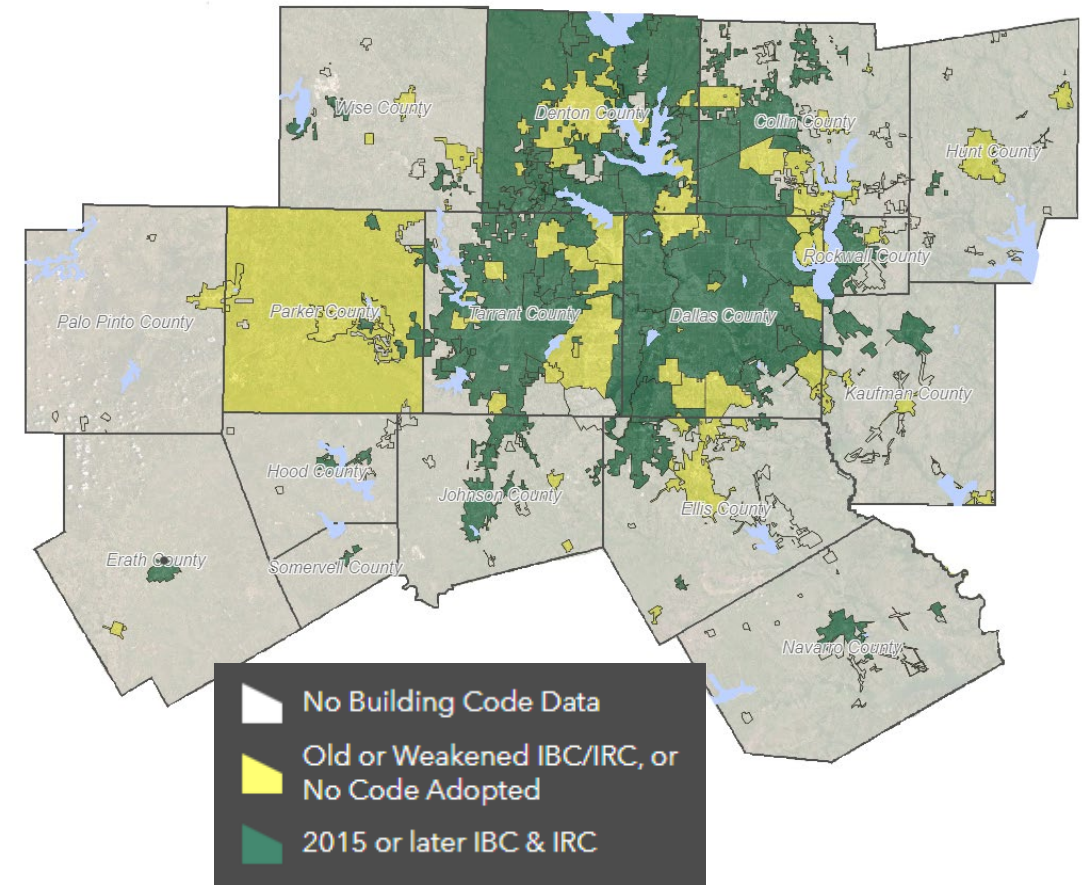 Wise County
Denton County
Collin County
Hunt County
Palo Pinto County
Parker County
Tarrant County
Dallas County
Rockwall County
Kaufman County
Hood County
Johnson County
Ellis County
Erath County
Somervell County
Navarro County
No Building Code Data
Old or Weakened IBC/IRC, or
No Code Adopted
2015 or later IBC & IRC